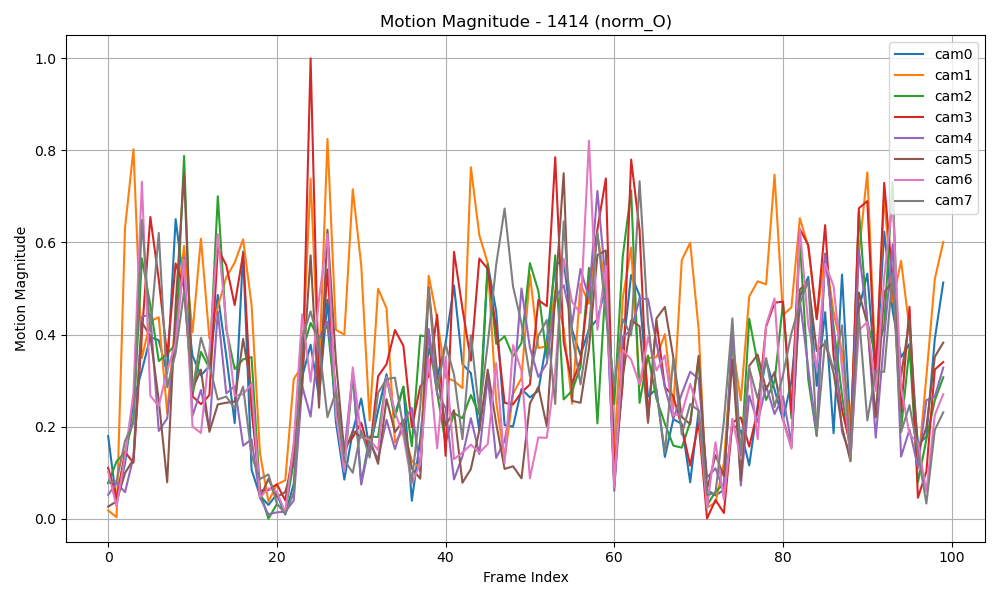 Motion Magnitude - 1414 (norm_O)
Motion Magnitude
1.0
0.8
0.6
0.4
0.2
0.0
0
20
40
60
80
100
Frame Index
cam0
cam1
cam2
cam3
cam4
cam5
cam6
cam7